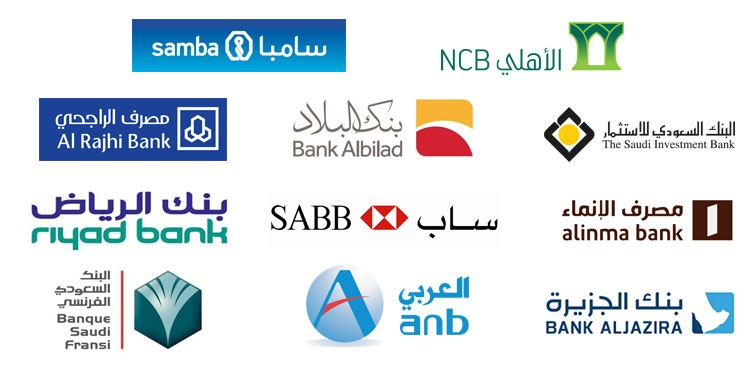 samba سامبا
NCB الأهلي
مصرف الراجحي
Al Rajhi Bank
بنك البلاد
Bank Albilad
البنك السعودي للاستثمار
The Saudi Investment Bank
بنك الرياض
riyad bank
SABB ساب
مصرف الإنماء
alinma bank
البنك
السعودي
الفرنسي
Banque
Saudi
Fransi
العربي
anb
بنك الجزيرة
BANK ALJAZIRA